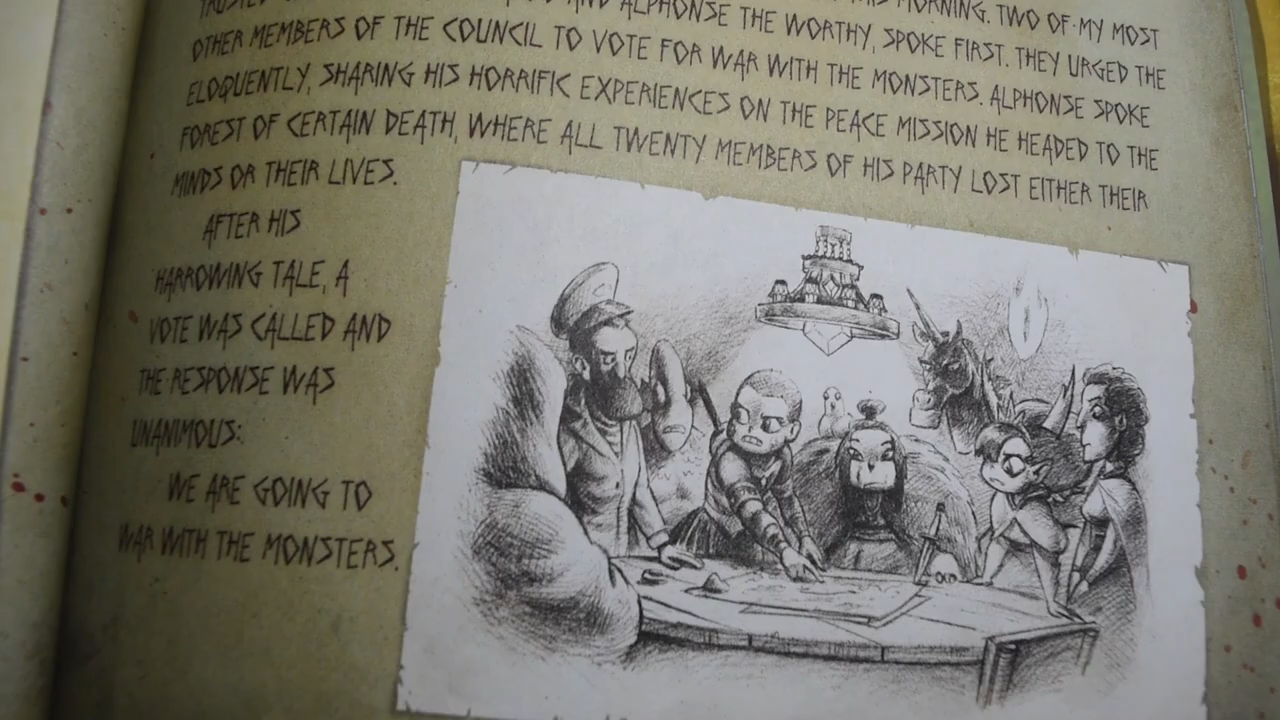 AND ALPHONSE THE WORTHY, SPOKE FIRST. THEY URGED THE
MORNING. TWO OF MY MOST
OTHER MEMBERS OF THE COUNCIL TO VOTE FOR WAR WITH THE MONSTERS. ALPHONSE SPOKE
ELOQUENTLY, SHARING HIS HORRIFIC EXPERIENCES ON THE PEACE MISSION HE HEADED TO THE
FOREST OF CERTAIN DEATH, WHERE ALL TWENTY MEMBERS OF HIS PARTY LOST EITHER THEIR
MINDS OR THEIR LIVES.
AFTER HIS
HARROWING TALE, A
VOTE WAS CALLED AND
THE RESPONSE WAS
UNANIMOUS:
WE ARE GOING TO
WAR WITH THE MONSTERS.